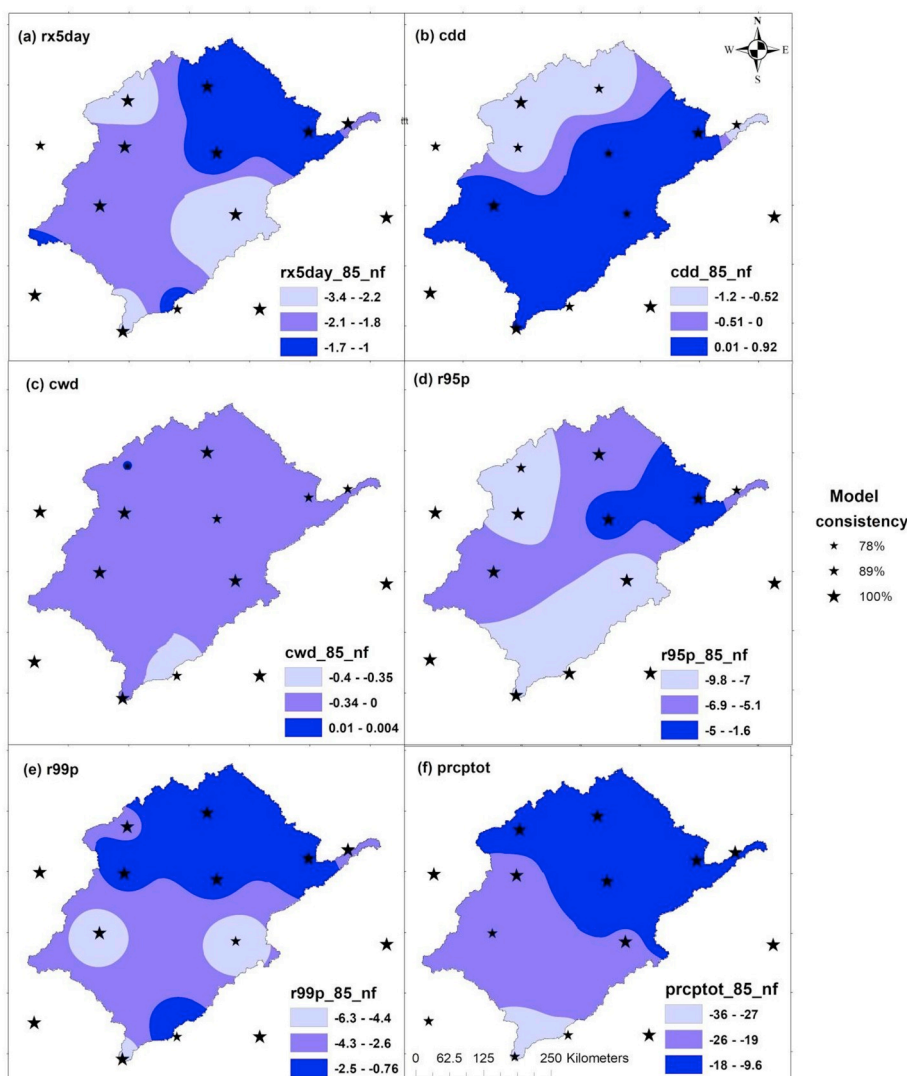 (a) rx5day
rx5day_85_nf
-3.4 - -2.2
-2.1 - -1.8
-1.7 - -1
(b) cdd
N
W E
S
cdd_85_nf
-1.2 - -0.52
-0.51 - 0
0.01 - 0.92
(c) cwd
cwd_85_nf
-0.4 - -0.35
-0.34 - 0
0.01 - 0.004
(d) r95p
r95p_85_nf
-9.8 - -7
-6.9 - -5.1
-5 - -1.6
Model
consistency
78%
89%
100%
(e) r99p
r99p_85_nf
-6.3 - -4.4
-4.3 - -2.6
-2.5 - -0.76
(f) prcptot
prcptot_85_nf
-36 - -27
-26 - -19
-18 - -9.6
0 62.5 125 250 Kilometers